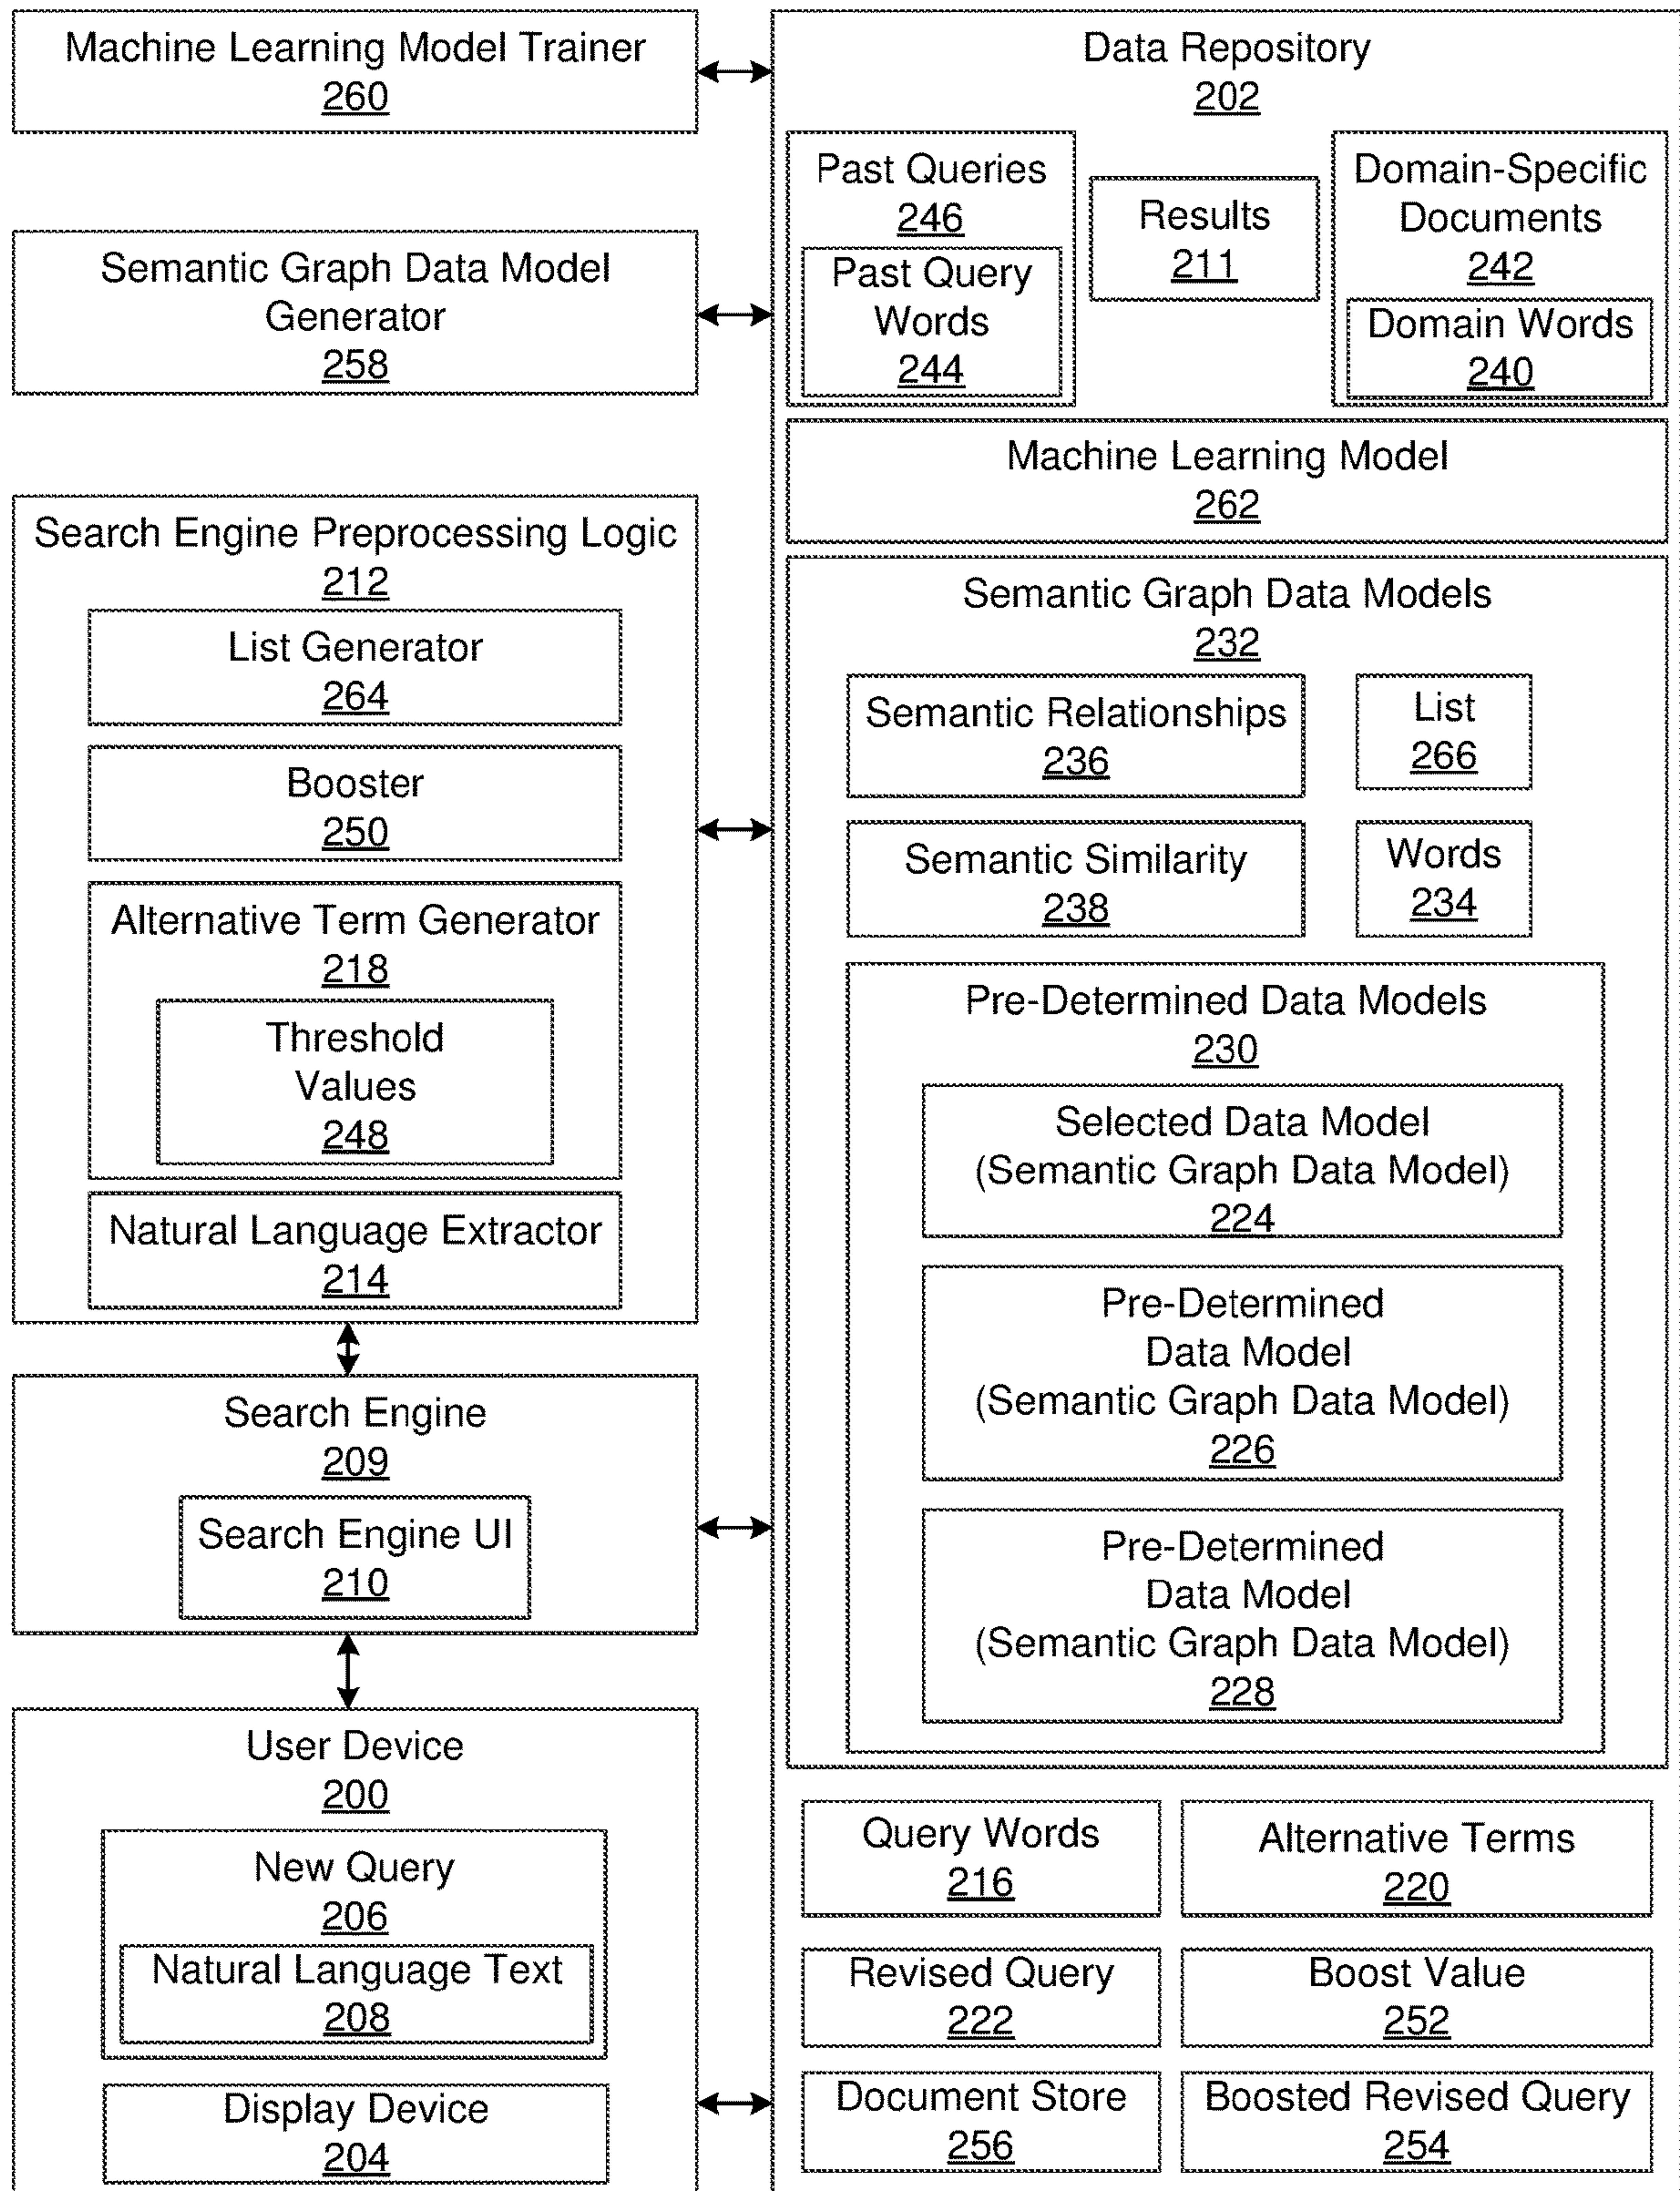 Machine Learning Model Trainer
260
Semantic Graph Data Model
Generator
258
Search Engine Preprocessing Logic
212
List Generator
264
Booster
250
Alternative Term Generator
218
Threshold
Values
248
Natural Language Extractor
214
Search Engine
209
Search Engine UI
210
User Device
200
New Query
206
Natural Language Text
208
Display Device
204
Data Repository
202
Past Queries
246
Past Query
Words
244
Results
211
Domain-Specific
Documents
242
Domain Words
240
Machine Learning Model
262
Semantic Graph Data Models
232
Semantic Relationships
236
List
266
Semantic Similarity
238
Words
234
Pre-Determined Data Models
230
Selected Data Model
(Semantic Graph Data Model)
224
Pre-Determined
Data Model
(Semantic Graph Data Model)
226
Pre-Determined
Data Model
(Semantic Graph Data Model)
228
Query Words
216
Alternative Terms
220
Revised Query
222
Boost Value
252
Document Store
256
Boosted Revised Query
254